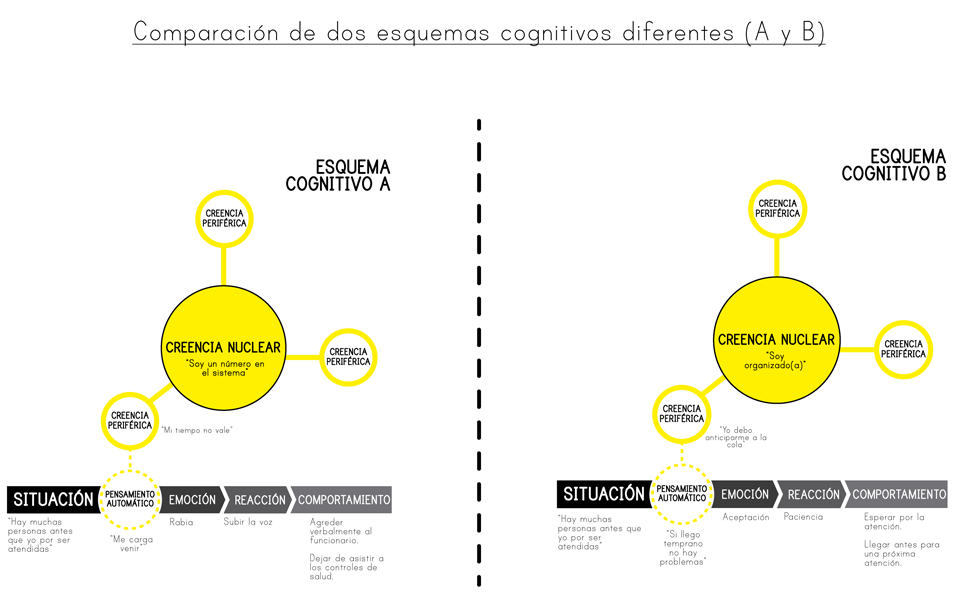 Comparación de dos esquemas cognitivos diferentes (A y B)
ESQUEMA
COGNITIVO A
CREENCIA
PERIFÉRICA
CREENCIA NUCLEAR
"Soy un número en
el sistema"
CREENCIA
PERIFÉRICA
CREENCIA
PERIFÉRICA
"Mi tiempo no vale"
SITUACIÓN
PENSAMIENTO
AUTOMÁTICO
EMOCIÓN
REACCIÓN
COMPORTAMIENTO
"Hay muchas
personas antes
que yo por ser
atendidas"
"Me carga
venir"
Rabia
Subir la voz
Agreder
verbalmente al
funcionario.
Dejar de asistir a
los controles de
salud.
ESQUEMA
COGNITIVO B
CREENCIA
PERIFÉRICA
CREENCIA NUCLEAR
"Soy
organizado(a)"
CREENCIA
PERIFÉRICA
CREENCIA
PERIFÉRICA
"Yo debo
anticiparme a la
cola"
SITUACIÓN
PENSAMIENTO
AUTOMÁTICO
EMOCIÓN
REACCIÓN
COMPORTAMIENTO
"Hay muchas
personas antes que
yo por ser
atendidas"
"Si llego
temprano
no hay
problemas"
Aceptación
Paciencia
Esperar por la
atención.
Llegar antes para
una próxima
atención.